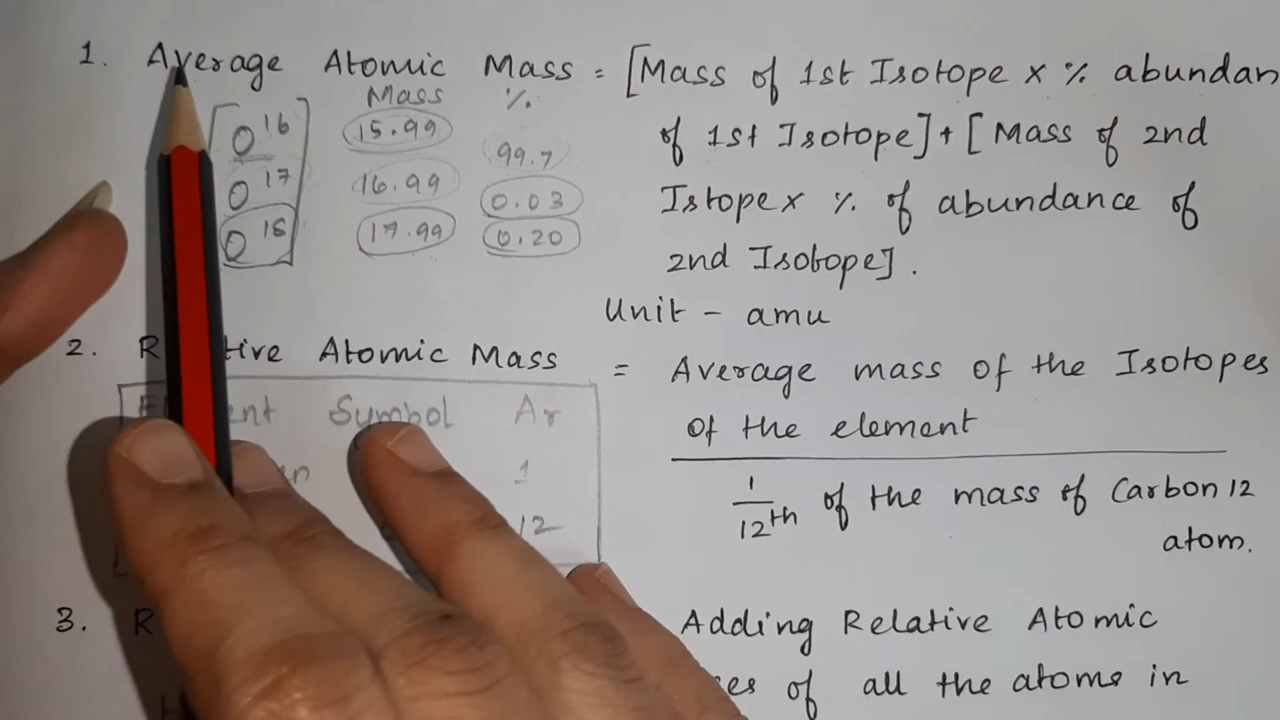 1. Average Atomic Mass = [Mass of 1st Isotope x % abundan
of 1st Isotope] + [Mass of 2nd
Istope x % of abundance of
2nd Isotope].
Unit - amu
Mass %
O16 15.99 99.7
O17 16.99 0.03
O18 17.99 0.20
2. R tive Atomic Mass = Average mass of the Isotopes
of the element
1/12th of the mass of Carbon 12
atom.
E ent Symbol Ar
en 1
12
3. R Adding Relative Atomic
es of all the atoms in